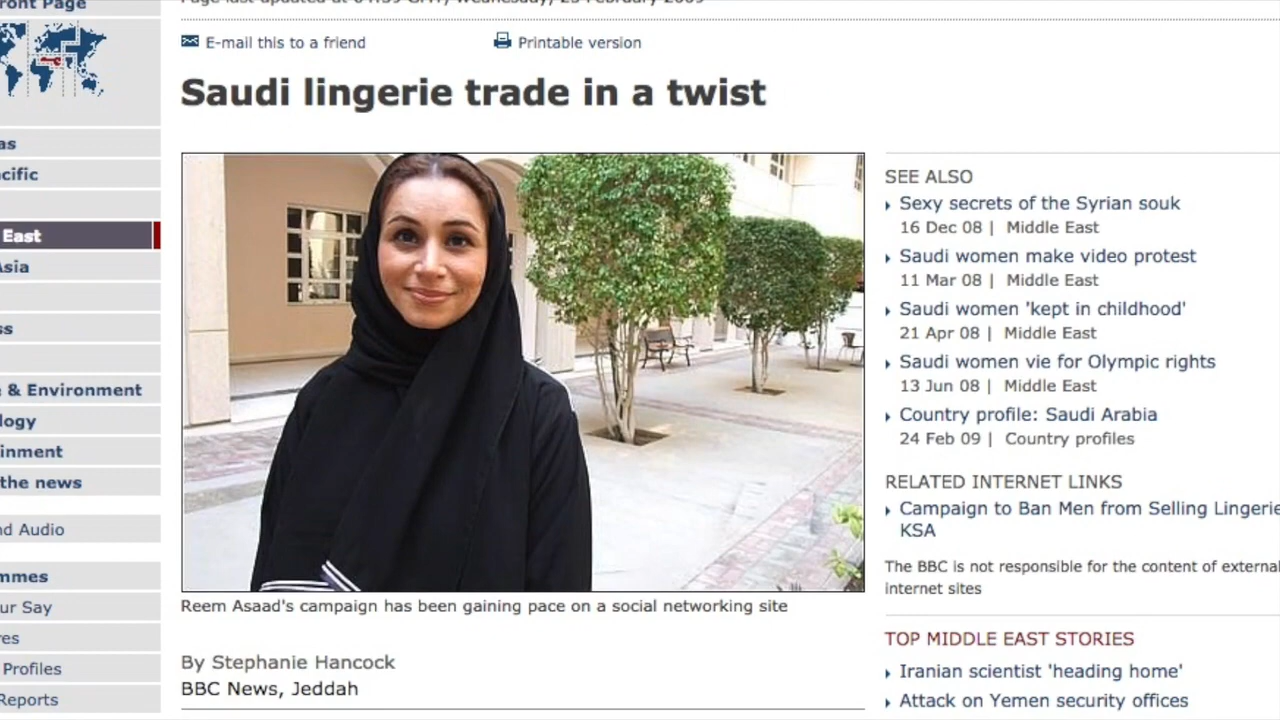 ront Page
E-mail this to a friend
Printable version
Saudi lingerie trade in a twist
as
cific
East
Asia
ss
& Environment
logy
inment
the news
nd Audio
mmes
ur Say
res
Profiles
Reports
Reem Asaad's campaign has been gaining pace on a social networking site
By Stephanie Hancock
BBC News, Jeddah
SEE ALSO
Sexy secrets of the Syrian souk
16 Dec 08 | Middle East
Saudi women make video protest
11 Mar 08 | Middle East
Saudi women 'kept in childhood'
21 Apr 08 | Middle East
Saudi women vie for Olympic rights
13 Jun 08 | Middle East
Country profile: Saudi Arabia
24 Feb 09 | Country profiles
RELATED INTERNET LINKS
Campaign to Ban Men from Selling Lingerie
KSA
The BBC is not responsible for the content of external
internet sites
TOP MIDDLE EAST STORIES
Iranian scientist 'heading home'
Attack on Yemen security offices